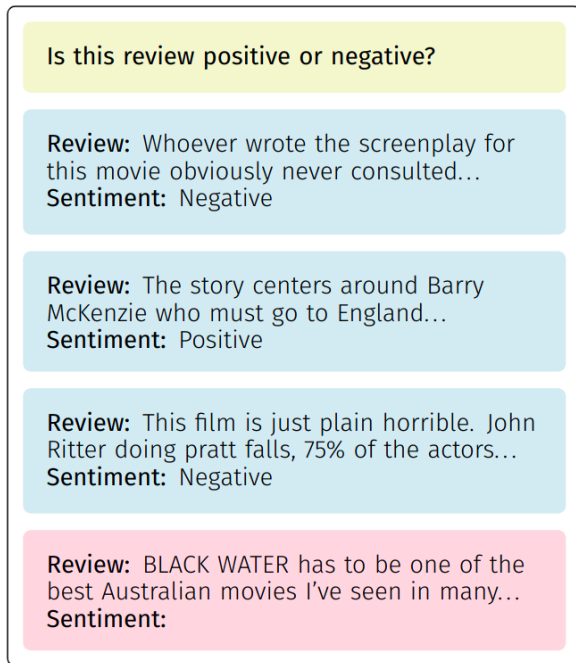 Is this review positive or negative?
Review: Whoever wrote the screenplay for
this movie obviously never consulted...
Sentiment: Negative
Review: The story centers around Barry
McKenzie who must go to England...
Sentiment: Positive
Review: This film is just plain horrible. John
Ritter doing pratt falls, 75% of the actors...
Sentiment: Negative
Review: BLACK WATER has to be one of the
best Australian movies I’ve seen in many...
Sentiment: